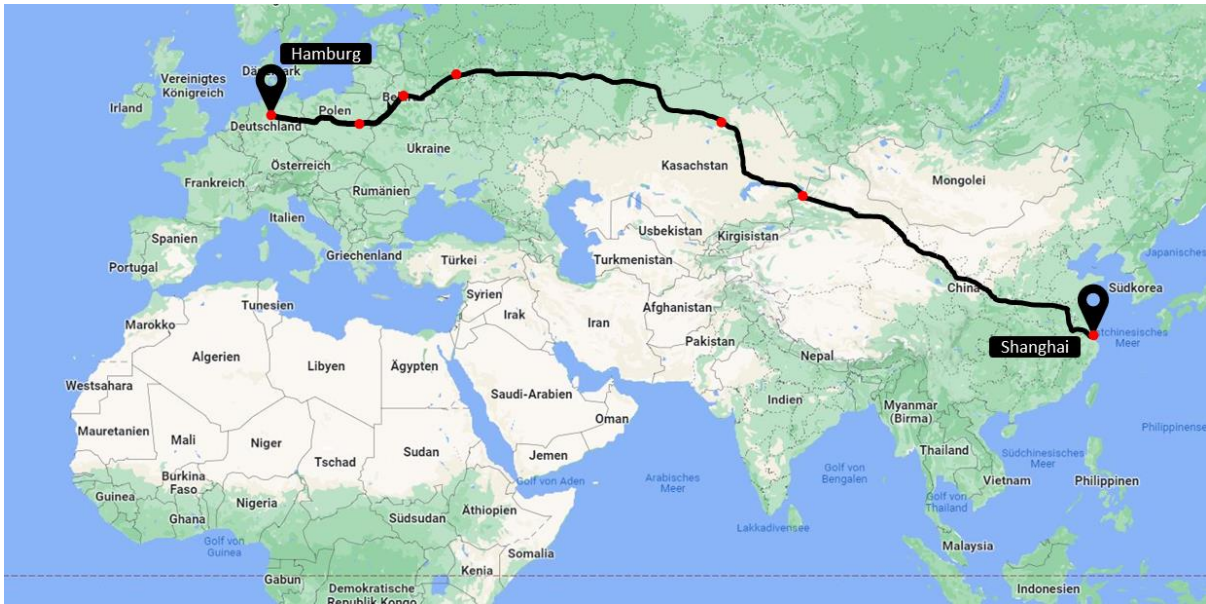 Hamburg
Dänemark
Vereinigtes
Königreich
Irland
Polen
Deutschland
Ukraine
Österreich
Kasachstan
Mongolei
Frankreich
Rumänien
Italien
Spanien
Usbekistan
Kirgisistan
Japanisches
Portugal
Griechenland
Türkei
Turkmenistan
China
Südkorea
Syrien
Tunesien
Afghanistan
Marokko
Irak
Iran
Shanghai
stchinesisches
Meer
Pakistan
Algerien
Libyen
Ägypten
Nepal
Westsahara
Saudi-Arabien
Indien
Oman
Myanmar
(Birma)
Mauretanien
Mali
Niger
Sudan
Jemen
Philippinense
Tschad
Thailand
Südchinesisches
Meer
Burkina
Faso
Golf von Aden
Arabisches
Meer
Golf von
Bengalen
Vietnam
Philippinen
Guinea
Nigeria
Äthiopien
Golf von
Thailand
Ghana
Südsudan
Lakkadivensee
Golf von
Guinea
Somalia
Malaysia
Kenia
Gabun
Demokratische
Republik Kongo
Indonesien